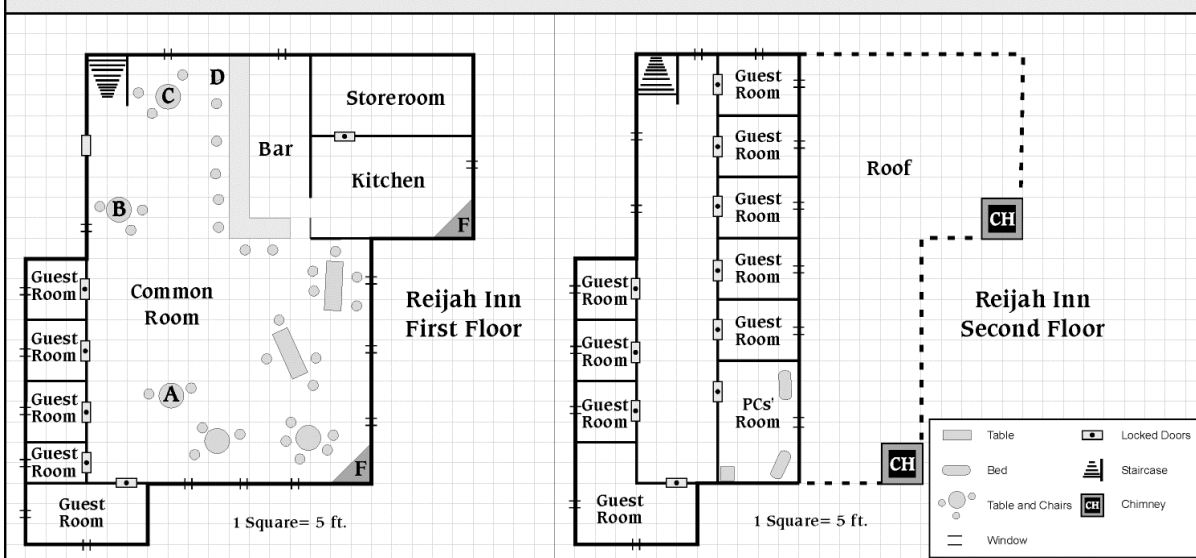 D
C
Storeroom
Bar
Kitchen
B
F
Guest
Room
Common
Room
Reijah Inn
First Floor
Guest
Room
Guest
Room
A
Guest
Room
F
Guest
Room
1 Square= 5 ft.
Guest
Room
Guest
Room
Roof
Guest
Room
CH
Guest
Room
Guest
Room
Reijah Inn
Second Floor
Guest
Room
Guest
Room
Guest
Room
PCs'
Room
CH
Guest
Room
1 Square= 5 ft.
Table
Locked Doors
Bed
Staircase
Table and Chairs
CH
Chimney
Window